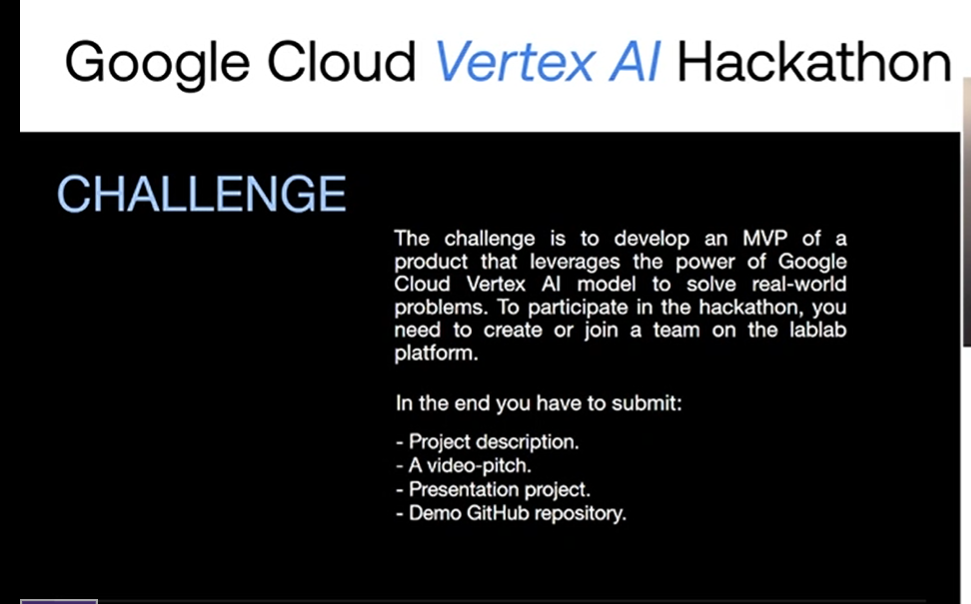 Google Cloud Vertex AI Hackathon
CHALLENGE
The challenge is to develop an MVP of a
product that leverages the power of Google
Cloud Vertex AI model to solve real-world
problems. To participate in the hackathon, you
need to create or join a team on the lablab
platform.
In the end you have to submit:
- Project description.
- A video-pitch.
- Presentation project.
- Demo GitHub repository.